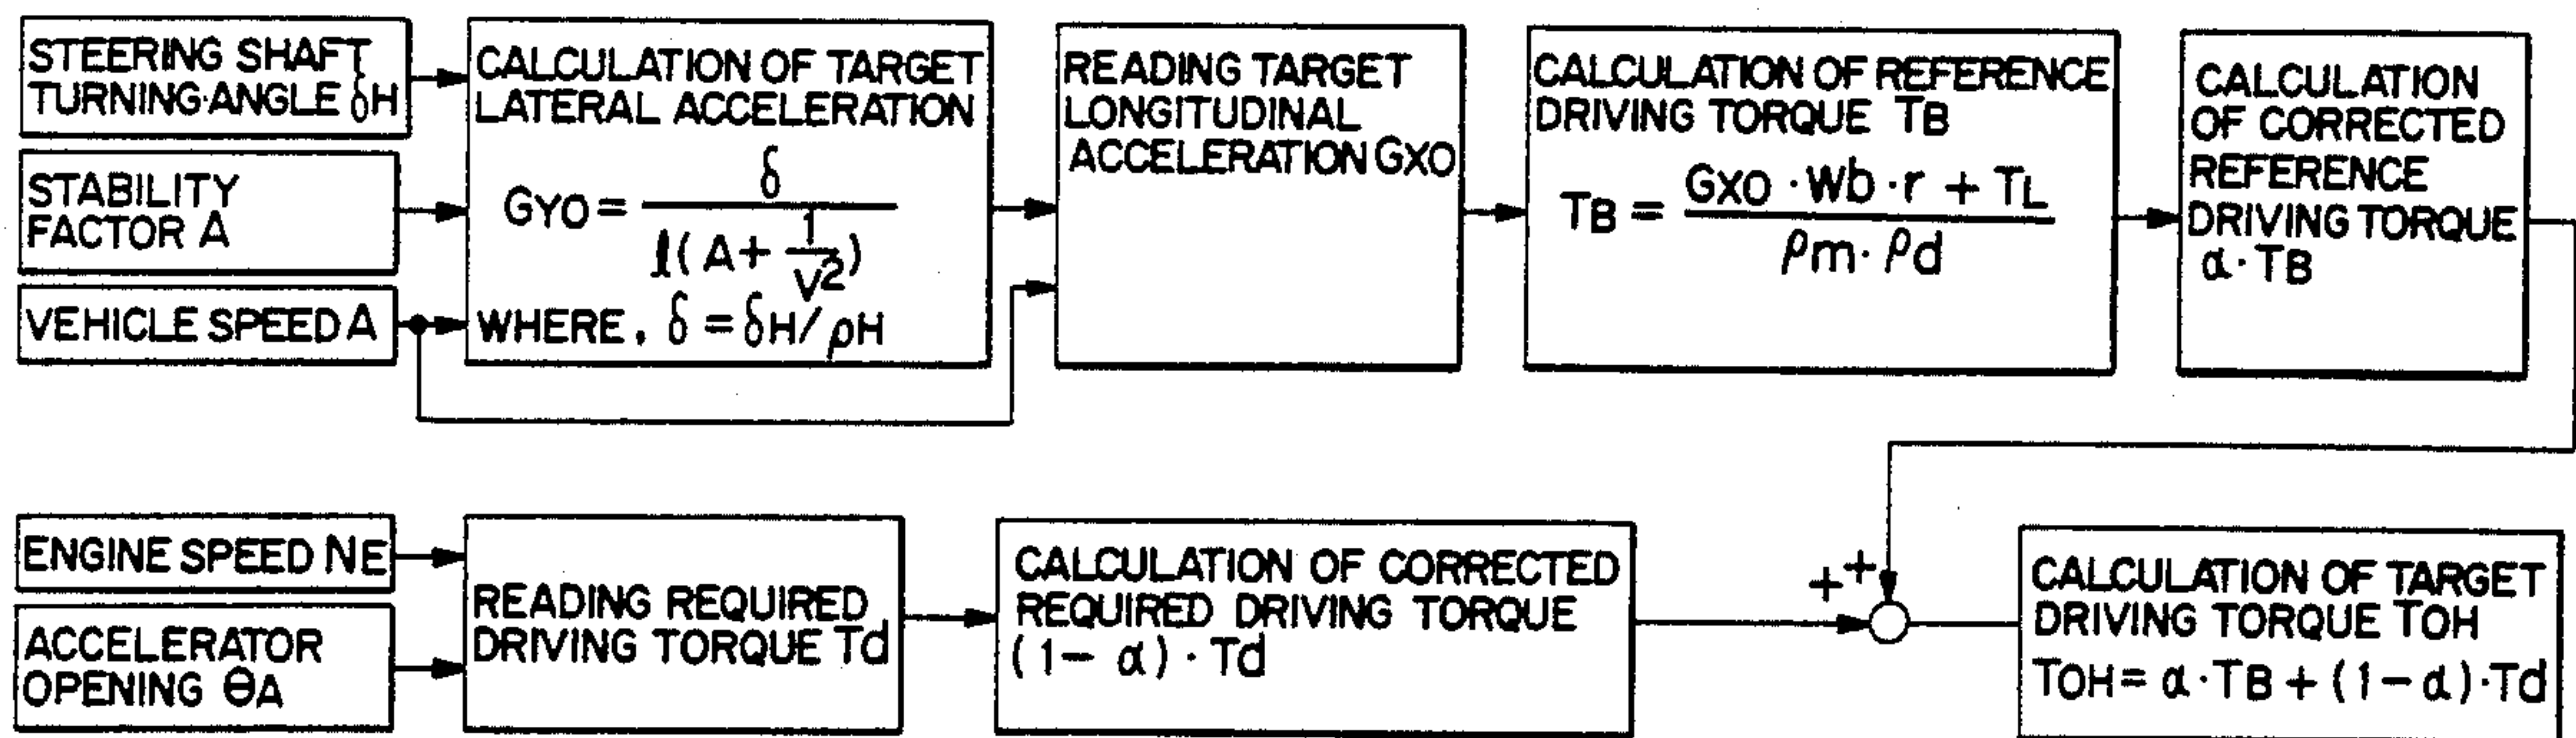 STEERING SHAFT
TURNING·ANGLE δH
STABILITY
FACTOR A
VEHICLE SPEED A
CALCULATION OF TARGET
LATERAL ACCELERATION
GYO = δ / l(A + 1/V²)
WHERE, δ = δH/ρH
READING TARGET
LONGITUDINAL
ACCELERATION GXO
CALCULATION OF REFERENCE
DRIVING TORQUE TB
TB = (GXO · Wb · r + TL) / (ρm · ρd)
CALCULATION
OF CORRECTED
REFERENCE
DRIVING TORQUE
α · TB
ENGINE SPEED NE
ACCELERATOR
OPENING θA
READING REQUIRED
DRIVING TORQUE Td
CALCULATION OF CORRECTED
REQUIRED DRIVING TORQUE
(1 - α) · Td
+ +
CALCULATION OF TARGET
DRIVING TORQUE TOH
TOH = α · TB + (1 - α) · Td